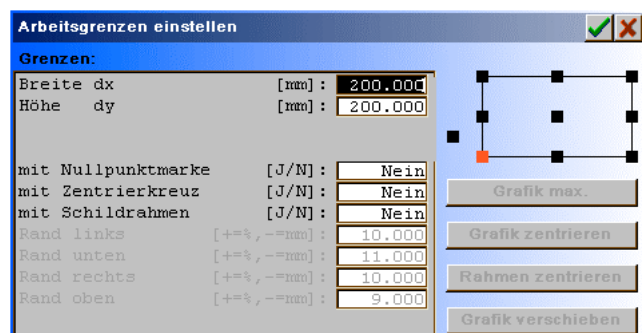 Arbeitsgrenzen einstellen
Grenzen:
Breite dx [mm]: 200.000
Höhe dy [mm]: 200.000
mit Nullpunktmarke [J/N]: Nein
mit Zentrierkreuz [J/N]: Nein
mit Schildrahmen [J/N]: Nein
Rand links [+=%,-=mm]: 10.000
Rand unten [+=%,-=mm]: 11.000
Rand rechts [+=%,-=mm]: 10.000
Rand oben [+=%,-=mm]: 9.000
Grafik max.
Grafik zentrieren
Rahmen zentrieren
Grafik verschieben